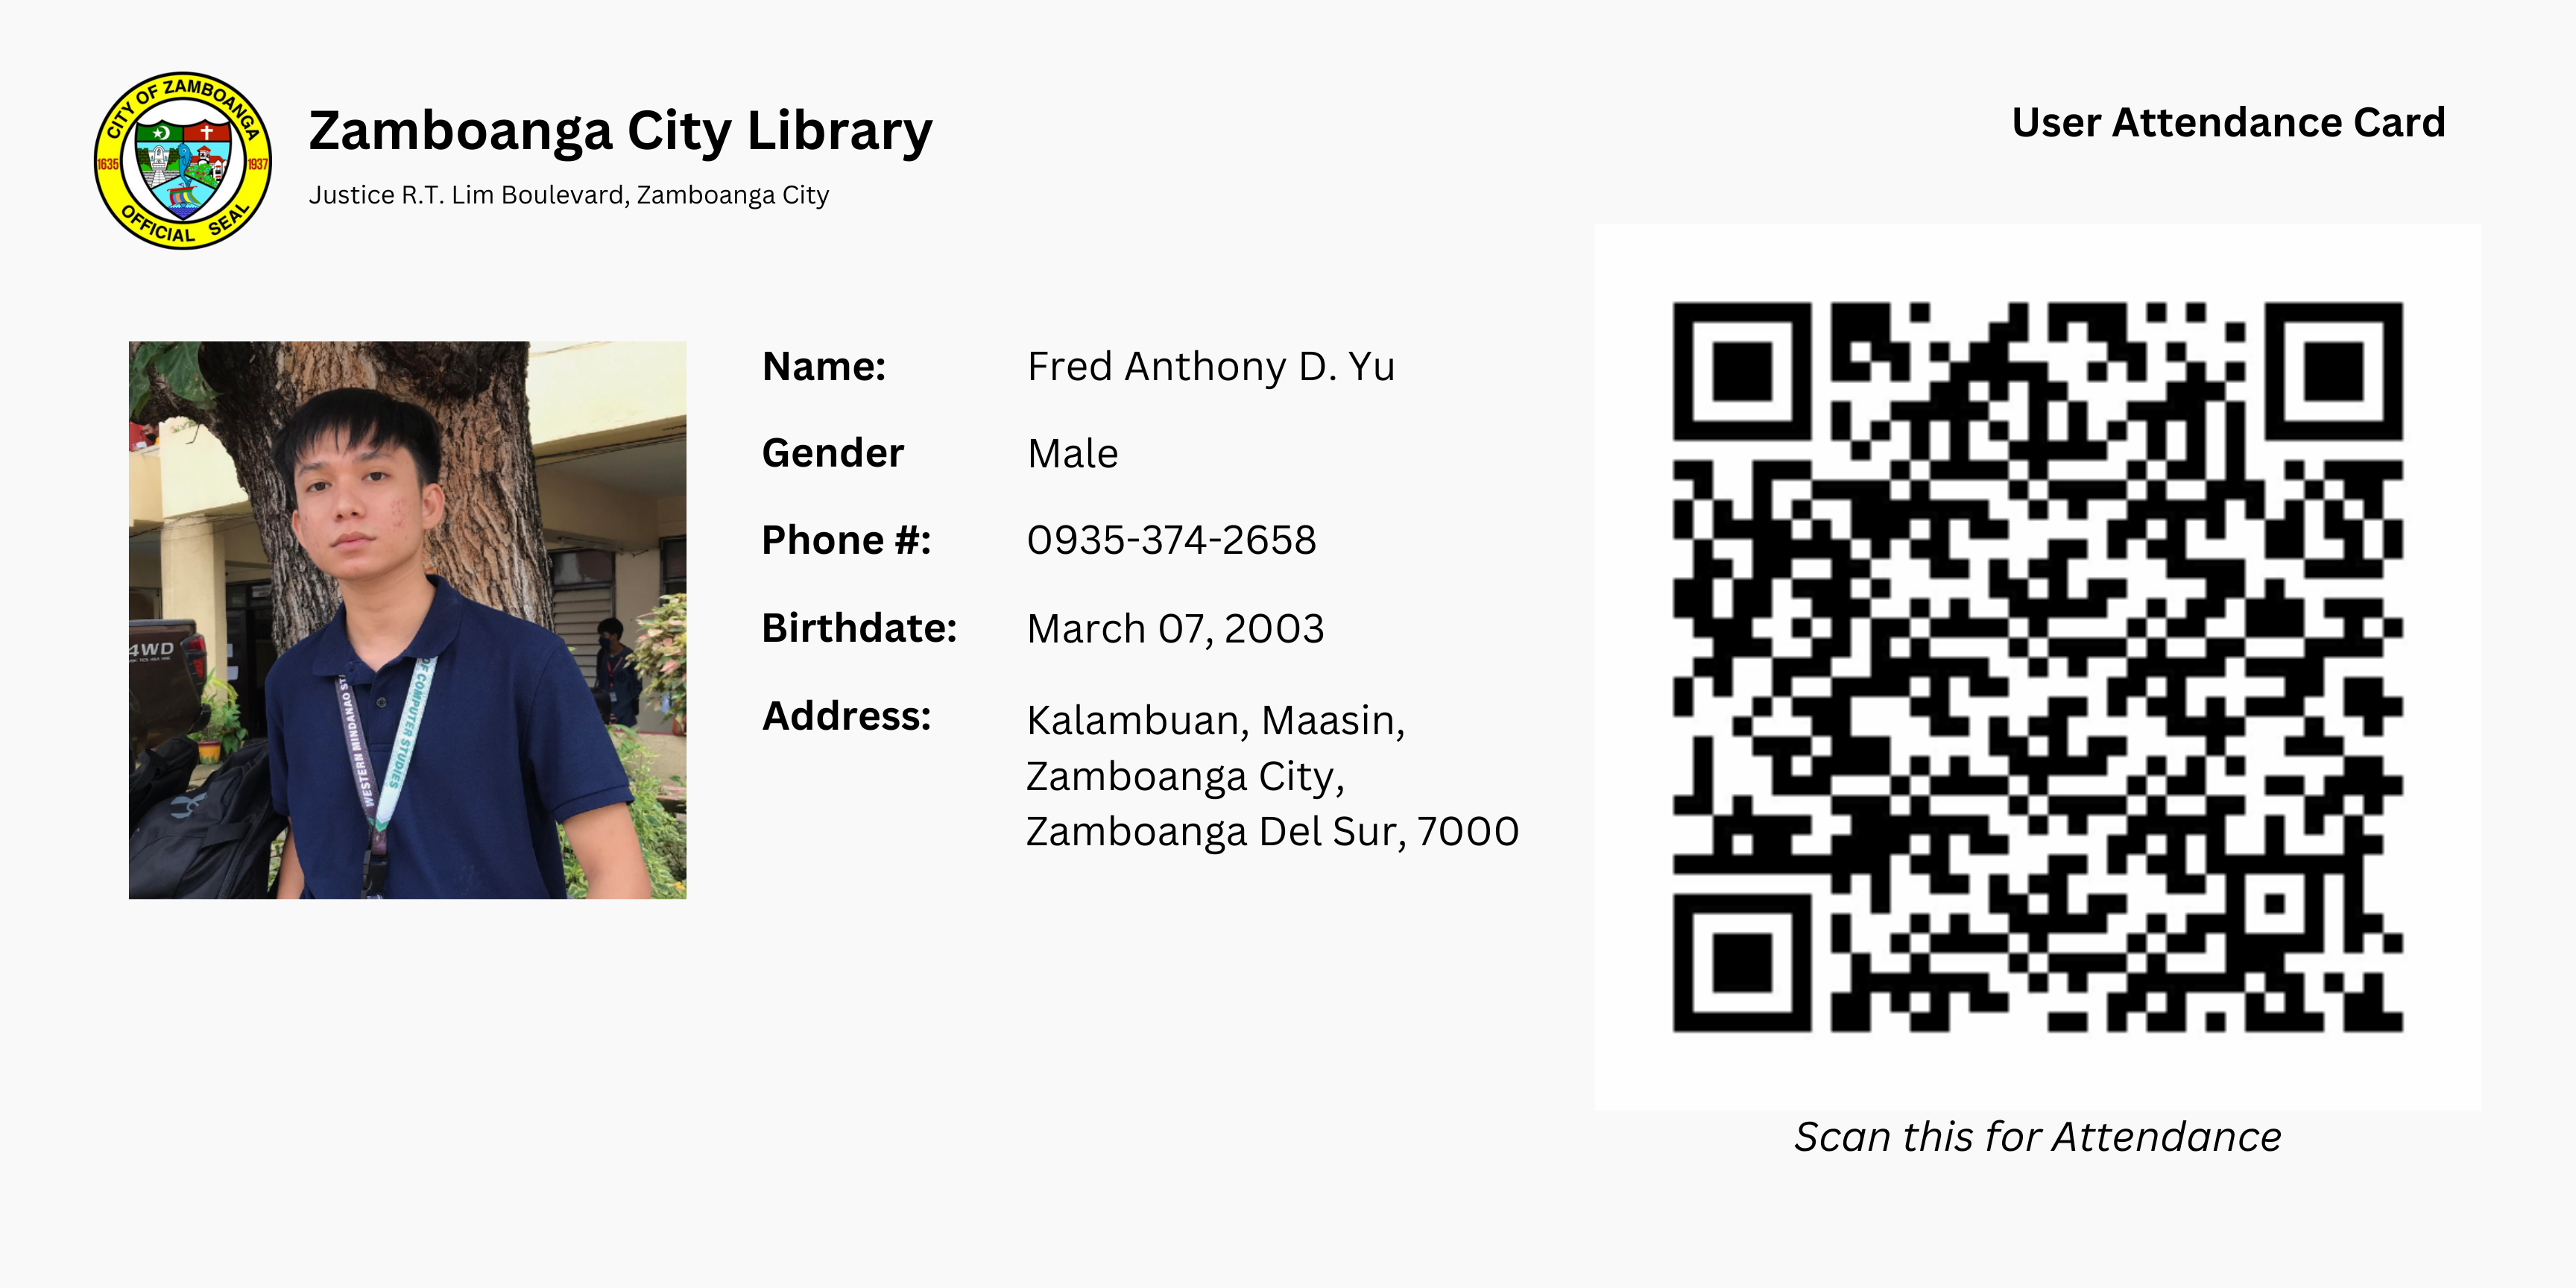 CITY OF ZAMBOANGA
1635
1937
OFFICIAL SEAL
Zamboanga City Library
Justice R.T. Lim Boulevard, Zamboanga City
User Attendance Card
4WD
WESTERN MINDANAO
OF COMPUTER STUDIES
Name: Fred Anthony D. Yu
Gender Male
Phone #: 0935-374-2658
Birthdate: March 07, 2003
Address: Kalambuan, Maasin,
Zamboanga City,
Zamboanga Del Sur, 7000
Scan this for Attendance